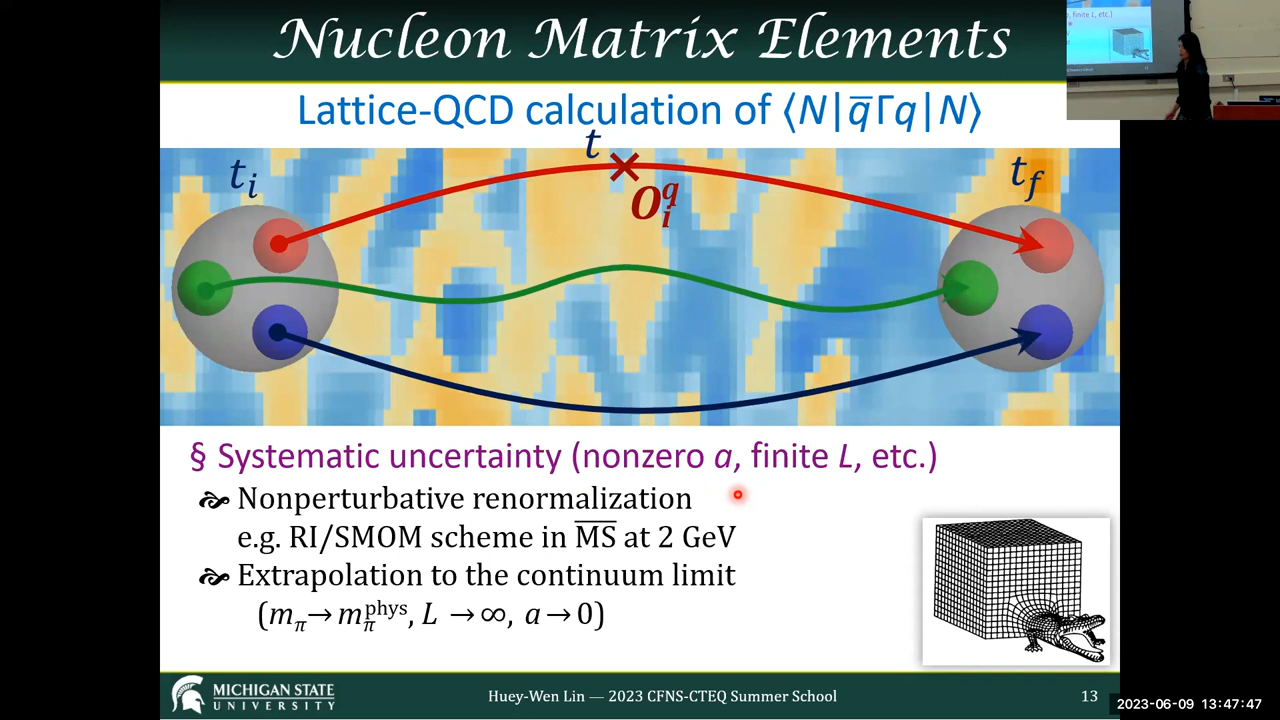 Nucleon Matrix Elements
, finite L, etc.)
Lattice-QCD calculation of ⟨N|q̅Γq|N⟩
t
t_i
t_f
O_i^q
§ Systematic uncertainty (nonzero a, finite L, etc.)
Nonperturbative renormalization
e.g. RI/SMOM scheme in M̅S̅ at 2 GeV
Extrapolation to the continuum limit
(m_π→m_π^phys, L →∞, a→0)
MICHIGAN STATE
UNIVERSITY
Huey-Wen Lin — 2023 CFNS-CTEQ Summer School
13
2023-06-09 13:47:47